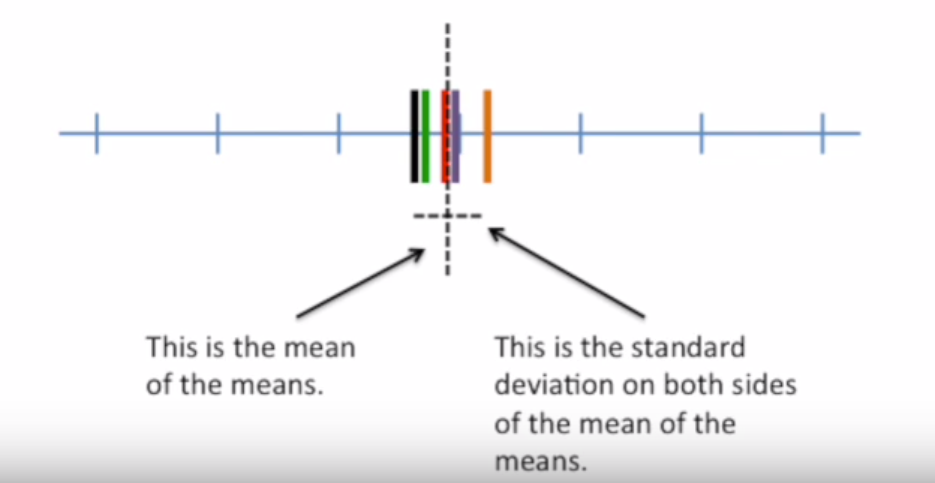 This is the mean
of the means.
This is the standard
deviation on both sides
of the mean of the
means.